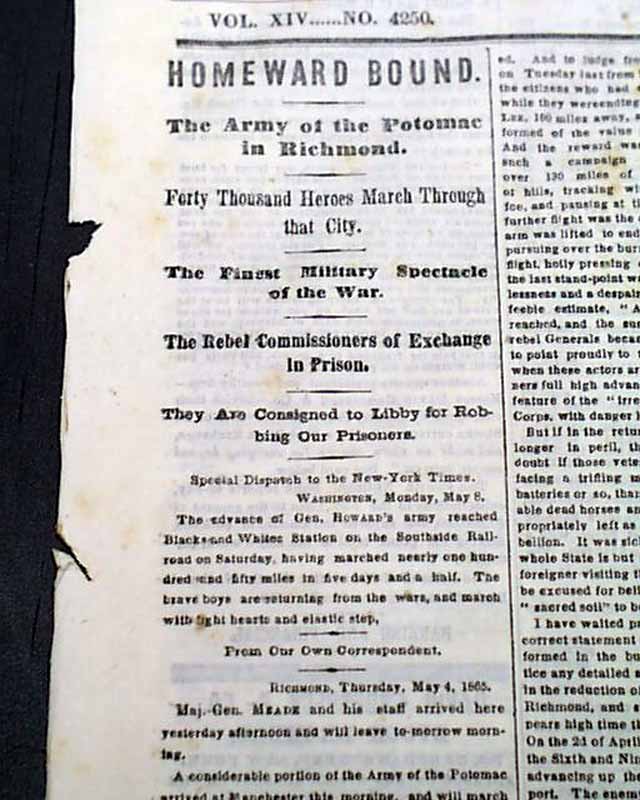 VOL. XIV......NO. 4250.
HOMEWARD BOUND.
The Army of the Potomac
in Richmond.
Forty Thousand Heroes March Through
that City.
The Finest Military Spectacle
of the War.
The Rebel Commissioners of Exchange
in Prison.
They Are Consigned to Libby for Rob-
bing Our Prisoners.
Special Dispatch to the New-York Times.
WASHINGTON, Monday, May 8.
The advance of Gen. HOWARD's army reached
Blacks and Whites Station on the Southside Rail-
road on Saturday, having marched nearly one hun-
dred and fifty miles in five days and a half. The
brave boys are returning from the wars, and march
with light hearts and elastic step.
From Our Own Correspondent.
RICHMOND, Thursday, May 4, 1865.
Maj.-Gen. MEADE and his staff arrived here
yesterday afternoon and will leave to-morrow morn-
ing.
A considerable portion of the Army of the Potomac
arrived at Manchester this morning, and will march
ed. And to judge
on Tuesday last from
the citizens who had
while they were
miles away,
formed of the value
And the reward was
such a campaign
over 130 miles of
of hills, tracking
foe, and pausing at
further flight was the
arm was lifted to end
pursuing over the
flight, hotly pressing
the last stand-point
lessness and a despair
feeble estimate.
reached, and the
rebel Generals
to point proudly to
when these actors
ners full high
feature of the
Corps, with danger
But if in the
longer in peril,
doubt if those
facing a trifling
batteries or so, than
able dead horses and
propriately left as
bellion. It was
whole State is but
foreigner visiting
be excused for
"sacred soil" to
I have waited
correct statement
formed in the
tice any detailed
in the reduction of
Richmond, and
pears high time
On the 2d of April
the Sixth and
advancing up the
port. The